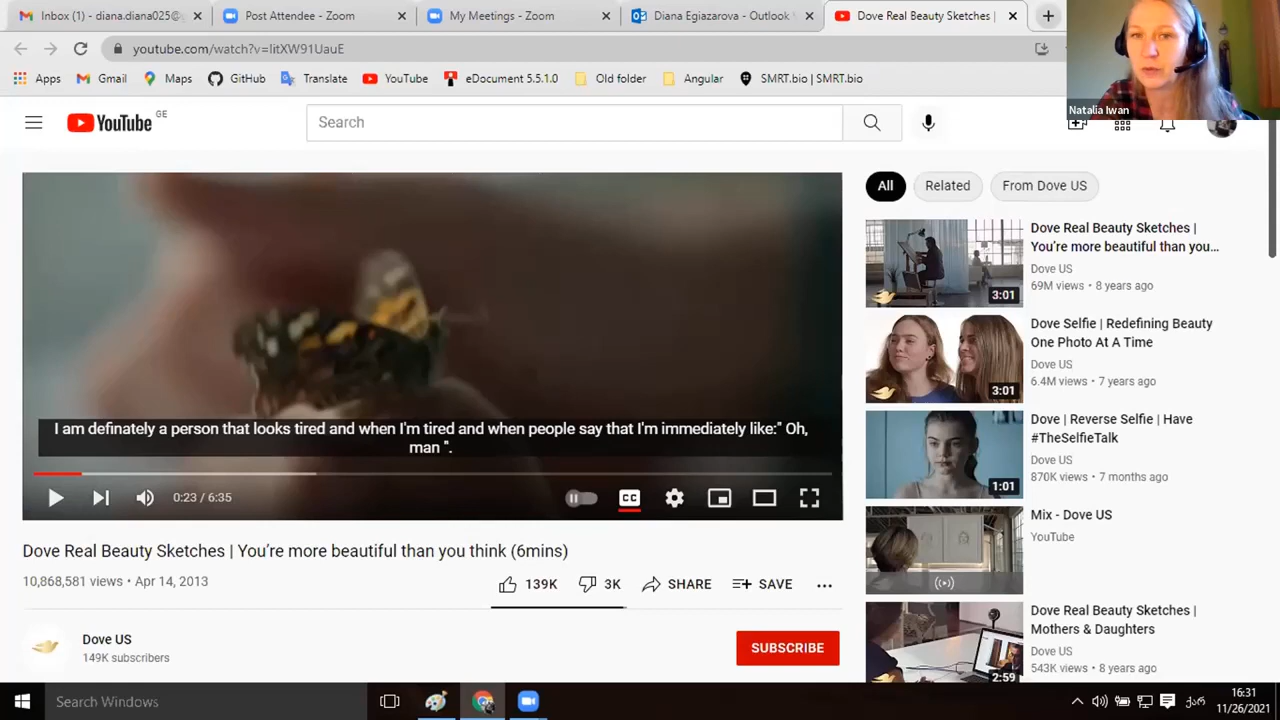 Inbox (1) - diana.diana025@g
Post Attendee - Zoom
My Meetings - Zoom
Diana Egiazarova - Outlook
Dove Real Beauty Sketches |
youtube.com/watch?v=litXW91UauE
Apps
Gmail
Maps
GitHub
Translate
YouTube
eDocument 5.5.1.0
Old folder
Angular
SMRT.bio | SMRT.bio
Natalia Iwan
YouTube GE
Search
All
Related
From Dove US
I am definately a person that looks tired and when I'm tired and when people say that I'm immediately like:" Oh,
man ".
0:23 / 6:35
CC
Dove Real Beauty Sketches | You're more beautiful than you think (6mins)
10,868,581 views • Apr 14, 2013
139K
3K
SHARE
SAVE
Dove US
149K subscribers
SUBSCRIBE
Dove Real Beauty Sketches |
You're more beautiful than you...
Dove US
69M views • 8 years ago
3:01
Dove Selfie | Redefining Beauty
One Photo At A Time
Dove US
6.4M views • 7 years ago
3:01
Dove | Reverse Selfie | Have
#TheSelfieTalk
Dove US
870K views • 7 months ago
1:01
Mix - Dove US
YouTube
Dove Real Beauty Sketches |
Mothers & Daughters
Dove US
543K views • 8 years ago
2:59
Search Windows
ქარ
16:31
11/26/2021